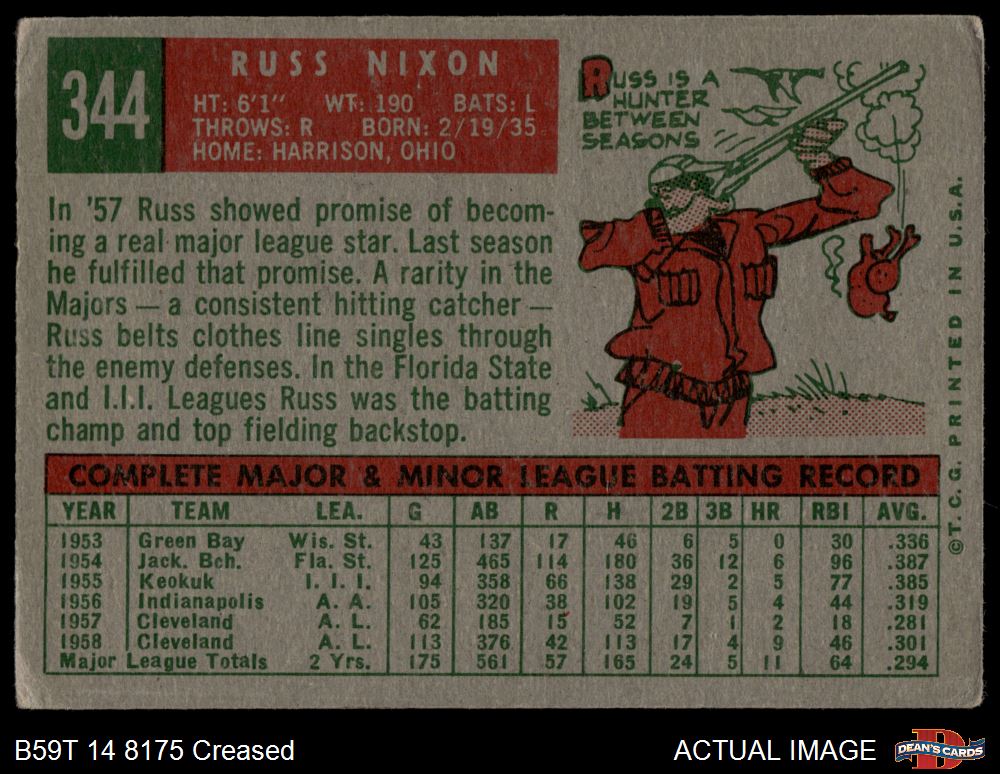 344
RUSS NIXON
HT: 6'1" WT: 190 BATS: L
THROWS: R BORN: 2/19/35
HOME: HARRISON, OHIO
RUSS IS A
HUNTER
BETWEEN
SEASONS
In '57 Russ showed promise of becom-
ing a real major league star. Last season
he fulfilled that promise. A rarity in the
Majors — a consistent hitting catcher —
Russ belts clothes line singles through
the enemy defenses. In the Florida State
and I.I.I. Leagues Russ was the batting
champ and top fielding backstop.
COMPLETE MAJOR & MINOR LEAGUE BATTING RECORD
YEAR TEAM LEA. G AB R H 2B 3B HR RBI AVG.
1953 Green Bay Wis. St. 43 137 17 46 6 5 0 30 .336
1954 Jack. Bch. Fla. St. 125 465 114 180 36 12 6 96 .387
1955 Keokuk I. I. I. 94 358 66 138 29 2 5 77 .385
1956 Indianapolis A. A. 105 320 38 102 19 5 4 44 .319
1957 Cleveland A. L. 62 185 15 52 7 1 2 18 .281
1958 Cleveland A. L. 113 376 42 113 17 4 9 46 .301
Major League Totals 2 Yrs. 175 561 57 165 24 5 11 64 .294
©T. C. G. PRINTED IN U.S.A.
B59T 14 8175 Creased
ACTUAL IMAGE
D
DEAN'S CARDS